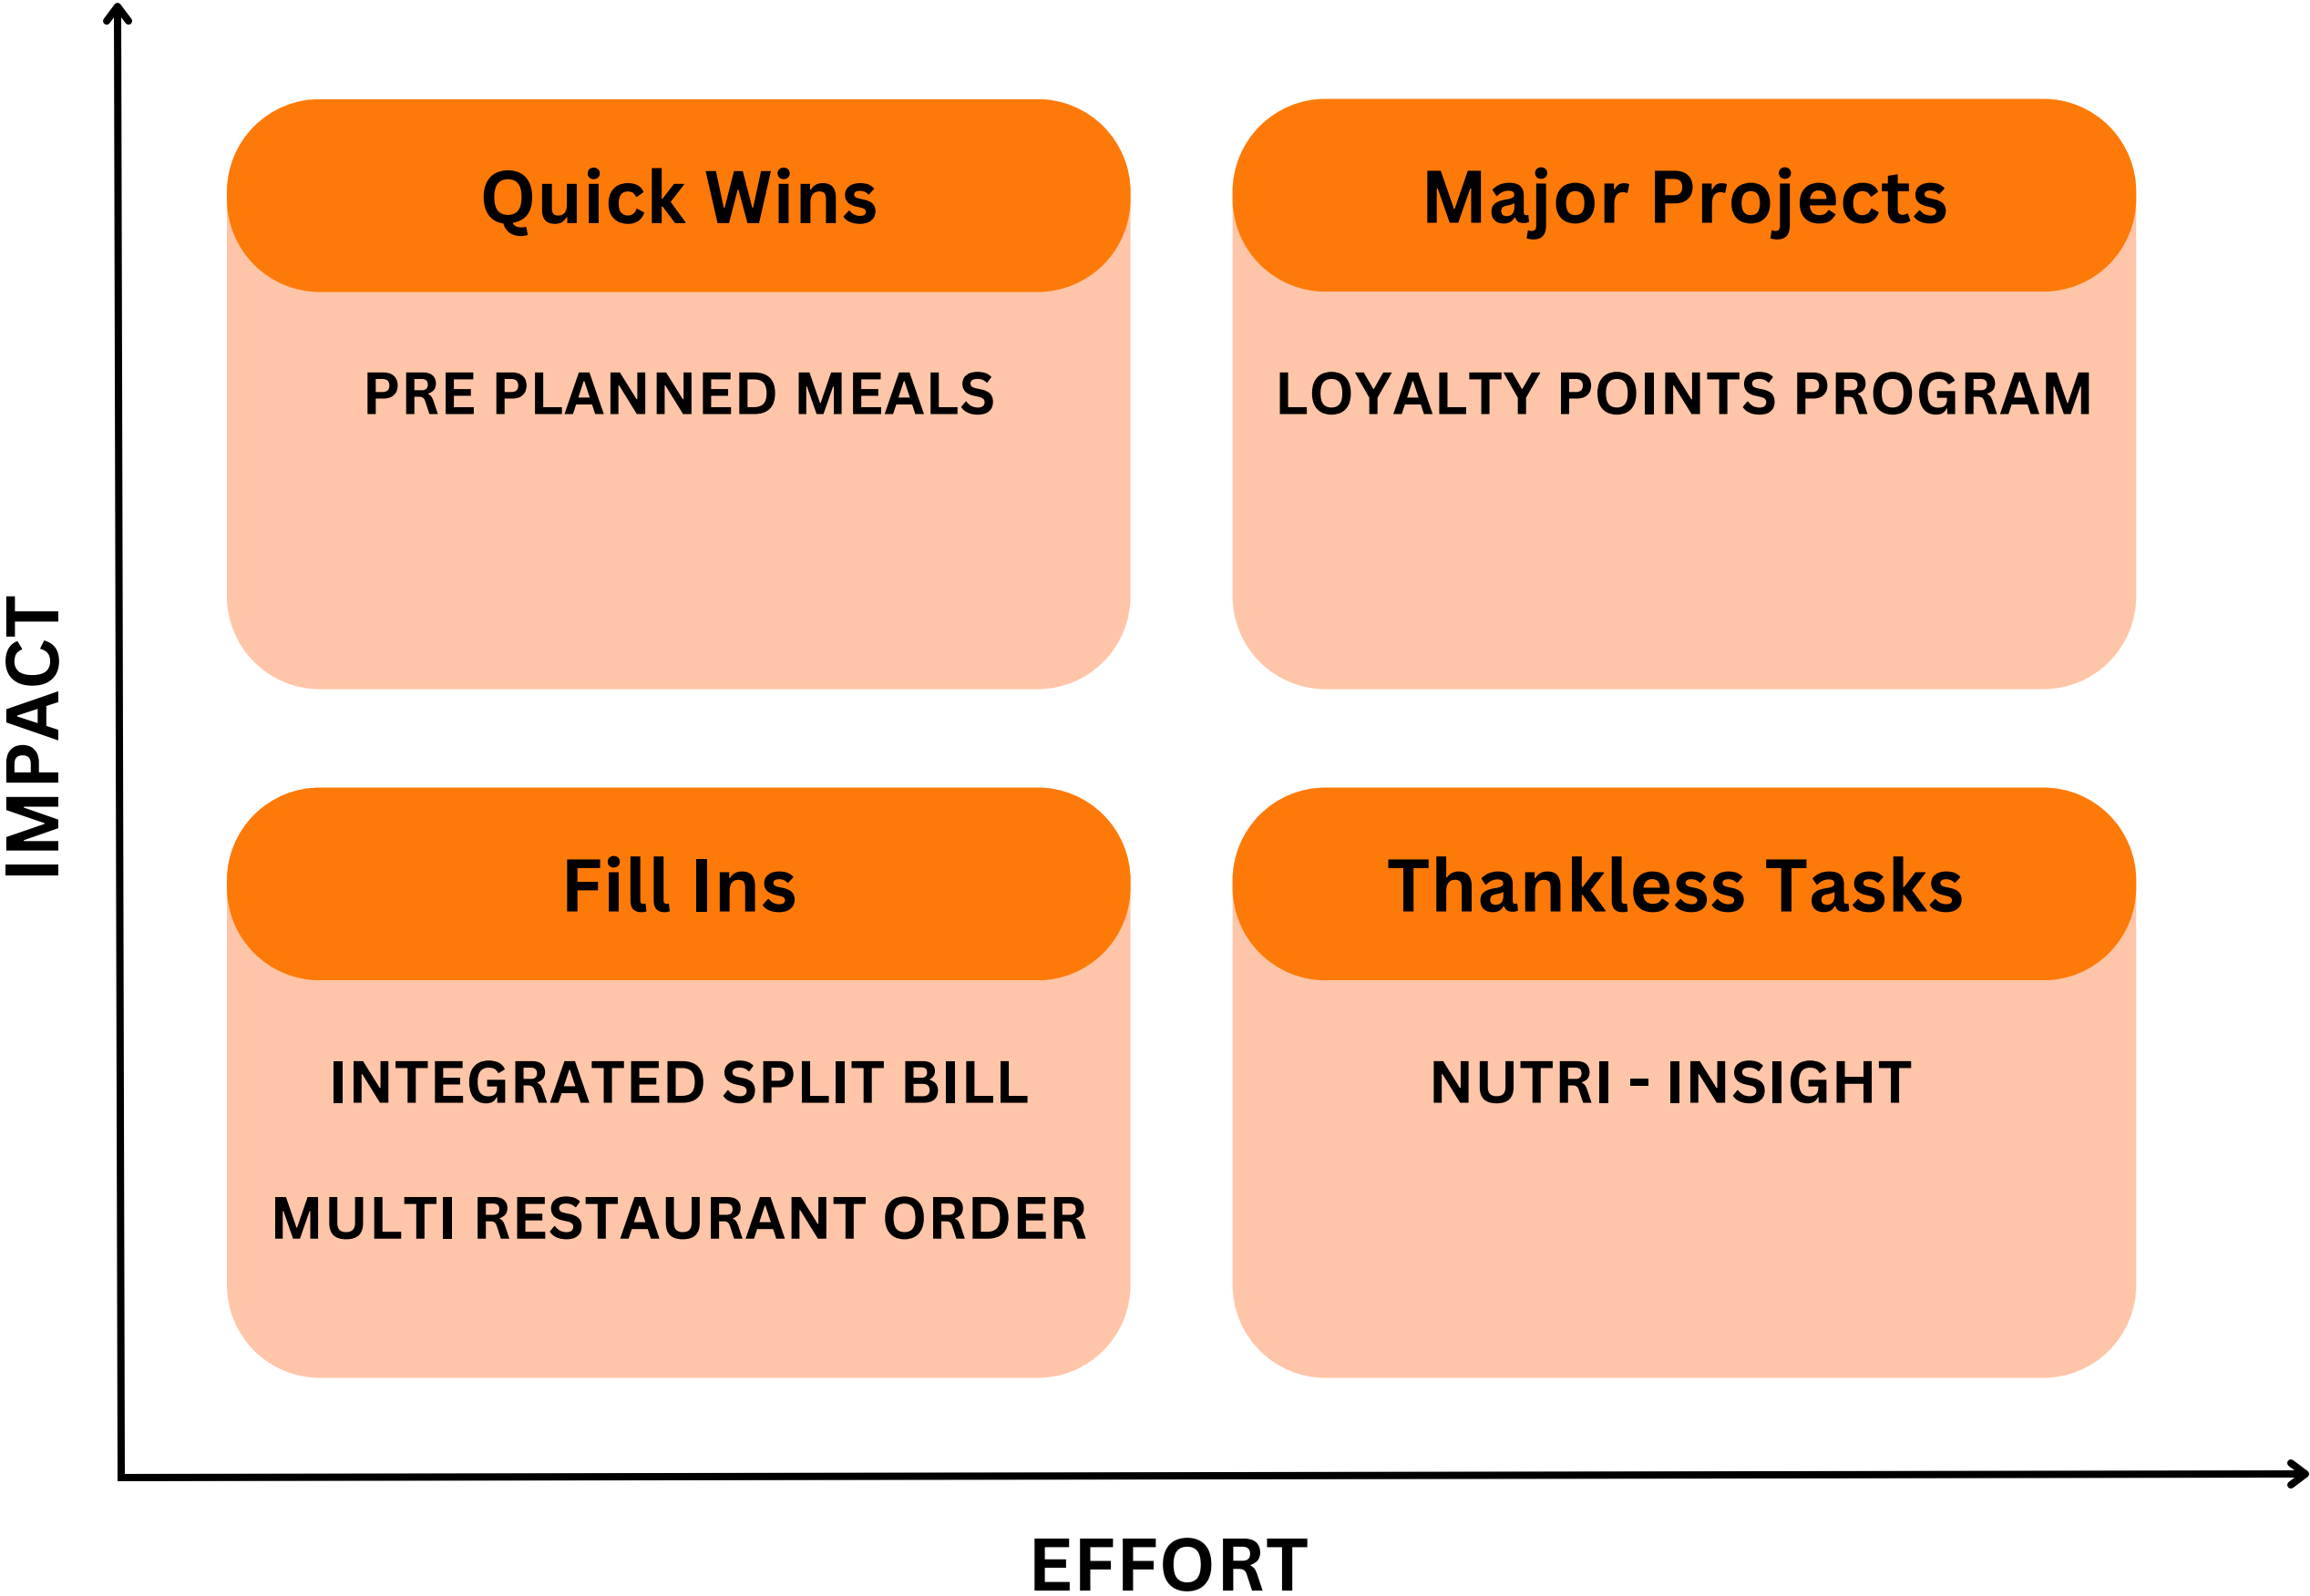 Quick Wins
PRE PLANNED MEALS
Major Projects
LOYALTY POINTS PROGRAM
IMPACT
Fill Ins
INTEGRATED SPLIT BILL
MULTI RESTAURANT ORDER
Thankless Tasks
NUTRI - INSIGHT
EFFORT